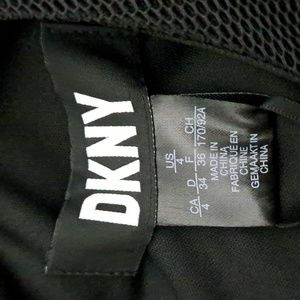 DKNY
US D F CH
4 34 36 170/92A
CA
4
MADE IN
CHINA
FABRIQUE EN
CHINE
GEMAAKT IN
CHINA